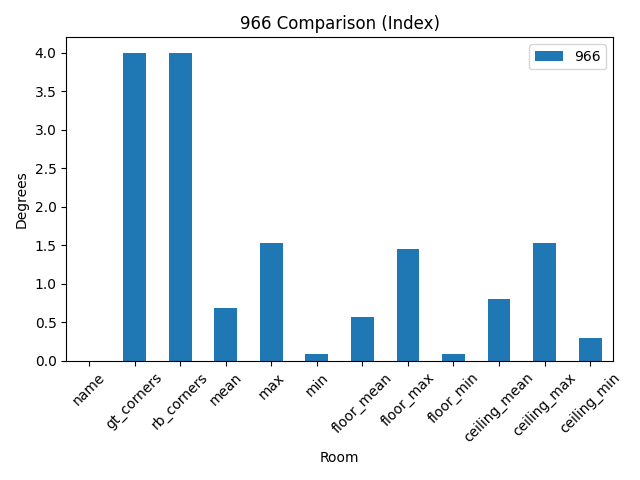 966 Comparison (Index)
966
Degrees
4.0
3.5
3.0
2.5
2.0
1.5
1.0
0.5
0.0
name
gt_corners
rb_corners
mean
max
min
floor_mean
floor_max
floor_min
ceiling_mean
ceiling_max
ceiling_min
Room